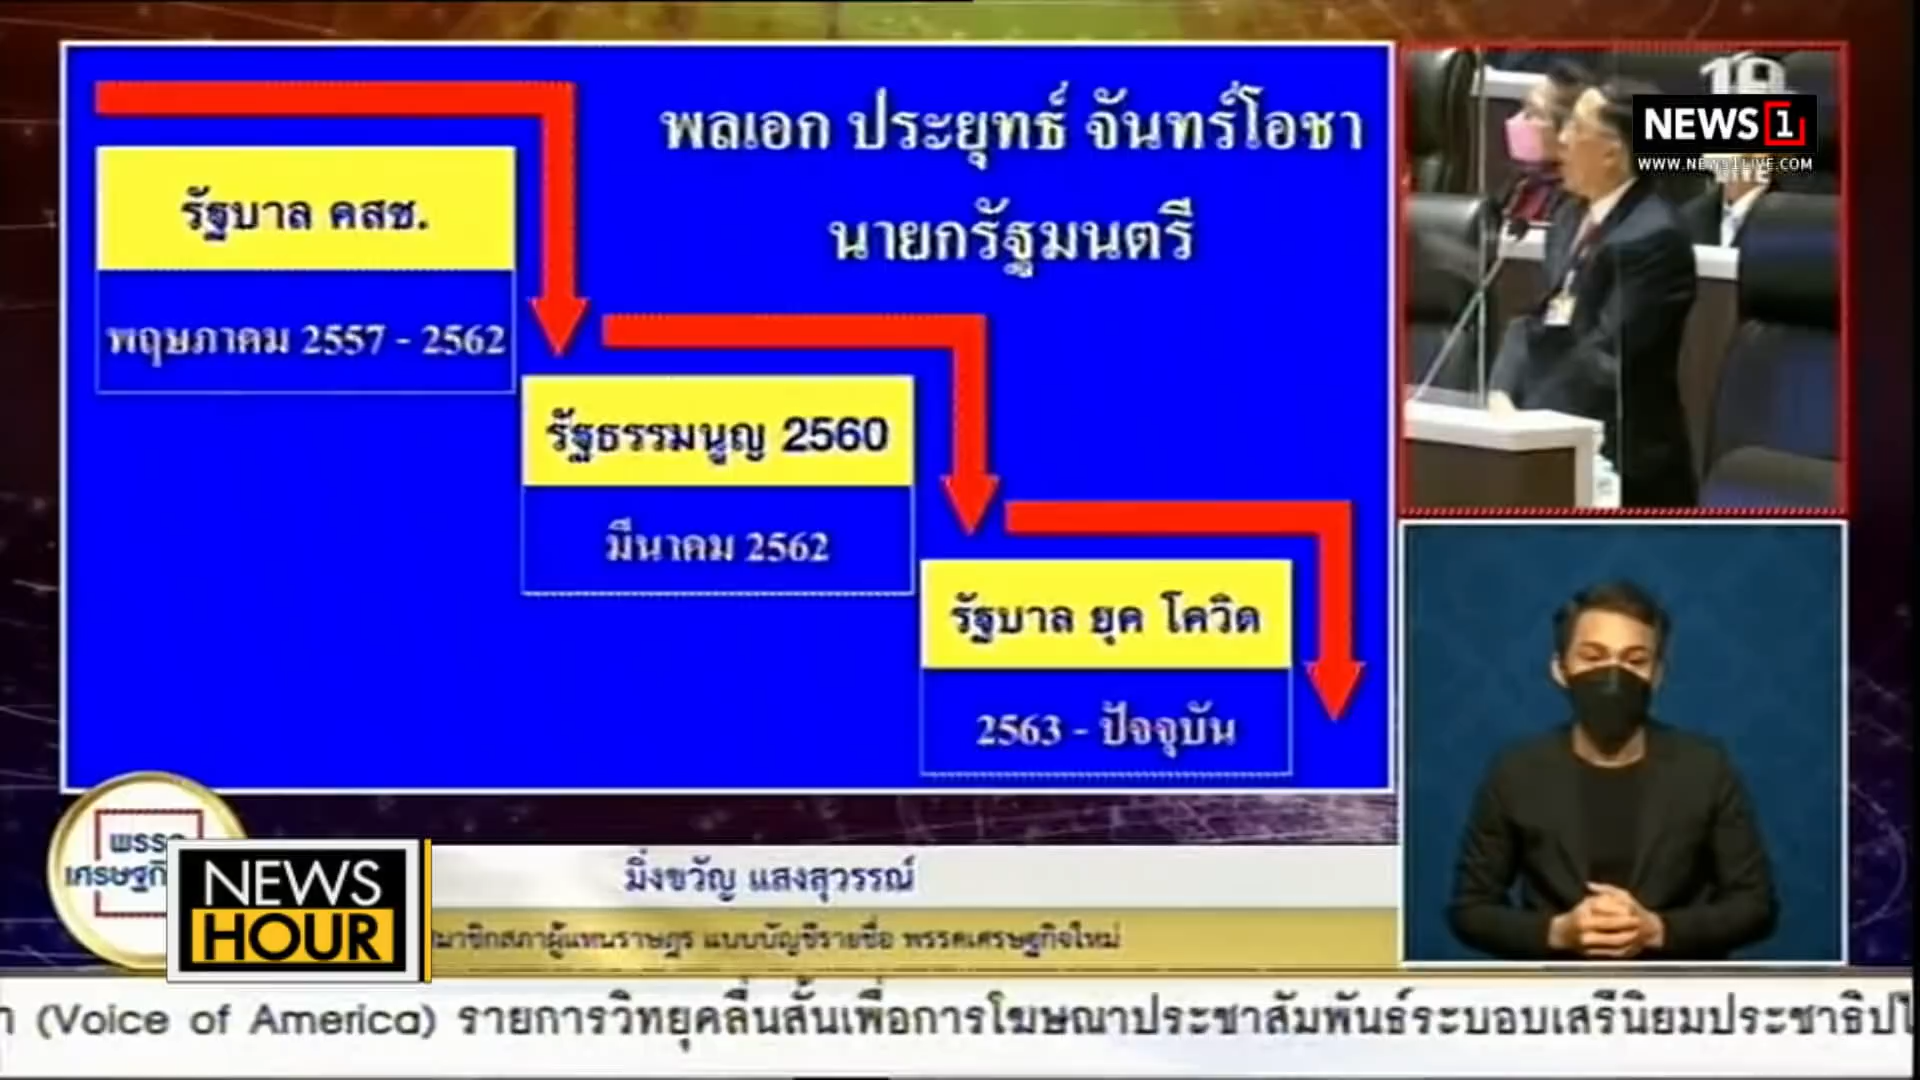 พลเอก ประยุทธ์ จันทร์โอชา
นายกรัฐมนตรี
รัฐบาล คสช.
พฤษภาคม 2557 - 2562
รัฐธรรมนูญ 2560
มีนาคม 2562
รัฐบาล ยุค โควิด
2563 - ปัจจุบัน
NEWS 1
WWW.NEWS1LIVE.COM
NEWS
HOUR
มิ่งขวัญ แสงสุวรรณ์
สมาชิกสภาผู้แทนราษฎร แบบบัญชีรายชื่อ พรรคเศรษฐกิจใหม่
(Voice of America) รายการวิทยุคลื่นสั้นเพื่อการโฆษณาประชาสัมพันธ์ระบอบเสรีนิยมประชาธิปไ